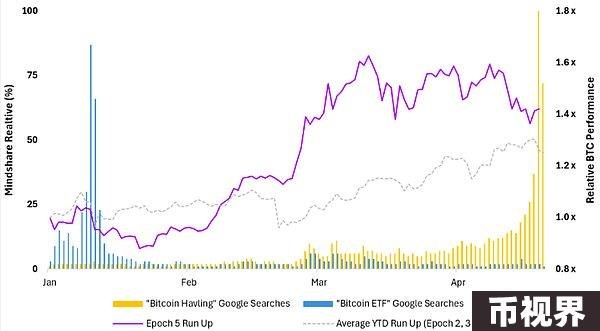 100
75
50
25
0
Mindshare Realtive (%)
1.8 x
1.6 x
1.4 x
1.2 x
1.0 x
0.8 x
Relative BTC Performance
Jan Feb Mar Apr
"Bitcoin Havling" Google Searches "Bitcoin ETF" Google Searches
Epoch 5 Run Up Average YTD Run Up (Epoch 2, 3
币视界